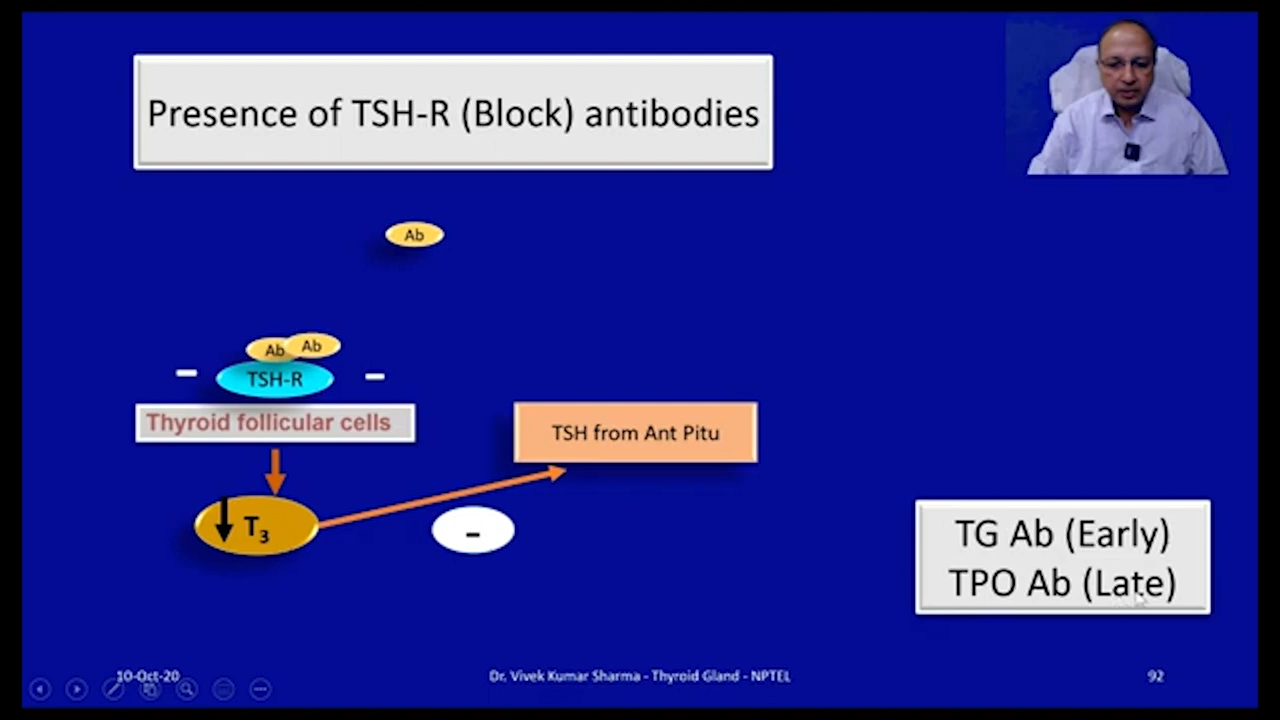 Presence of TSH-R (Block) antibodies
Ab
Ab Ab
– TSH-R –
Thyroid follicular cells
TSH from Ant Pitu
↓ T₃
-
TG Ab (Early)
TPO Ab (Late)
10-Oct-20
Dr. Vivek Kumar Sharma - Thyroid Gland - NPTEL
92